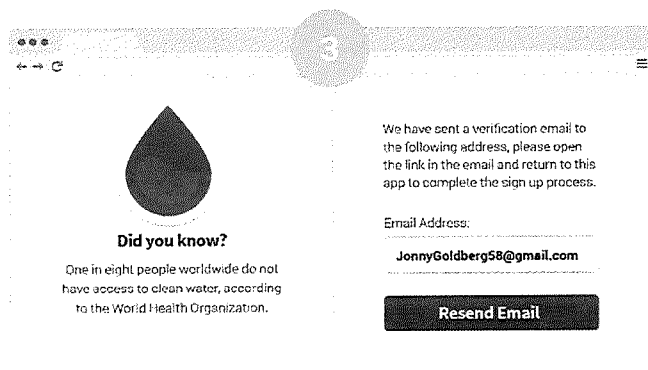 3
Did you know?
One in eight people worldwide do not
have access to clean water, according
to the World Health Organization.
We have sent a verification email to
the following address, please open
the link in the email and return to this
app to complete the sign up process.
Email Address:
JonnyGoldberg58@gmail.com
Resend Email